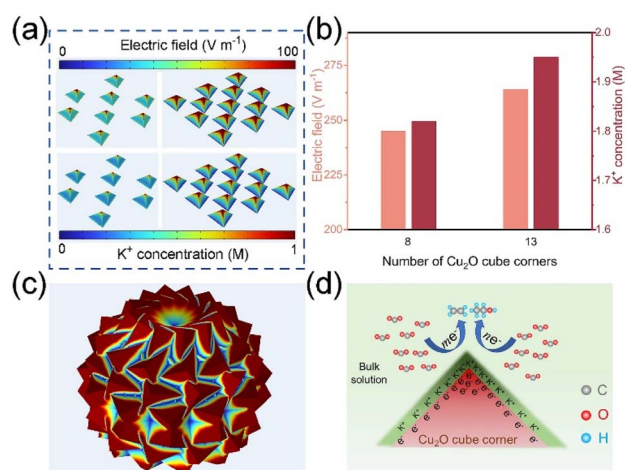 (a)
0 Electric field (V m⁻¹) 100
0 K⁺ concentration (M) 1
(b)
Electric field (V m⁻¹)
275
250
225
200
2.0
1.9
1.8
1.7
1.6
K⁺ concentration (M)
8 13
Number of Cu₂O cube corners
(c)
(d)
me⁻ ne⁻
Bulk
solution
K⁺ K⁺ K⁺ K⁺ K⁺ K⁺
e⁻ e⁻ e⁻ e⁻ e⁻ e⁻
Cu₂O cube corner
C
O
H